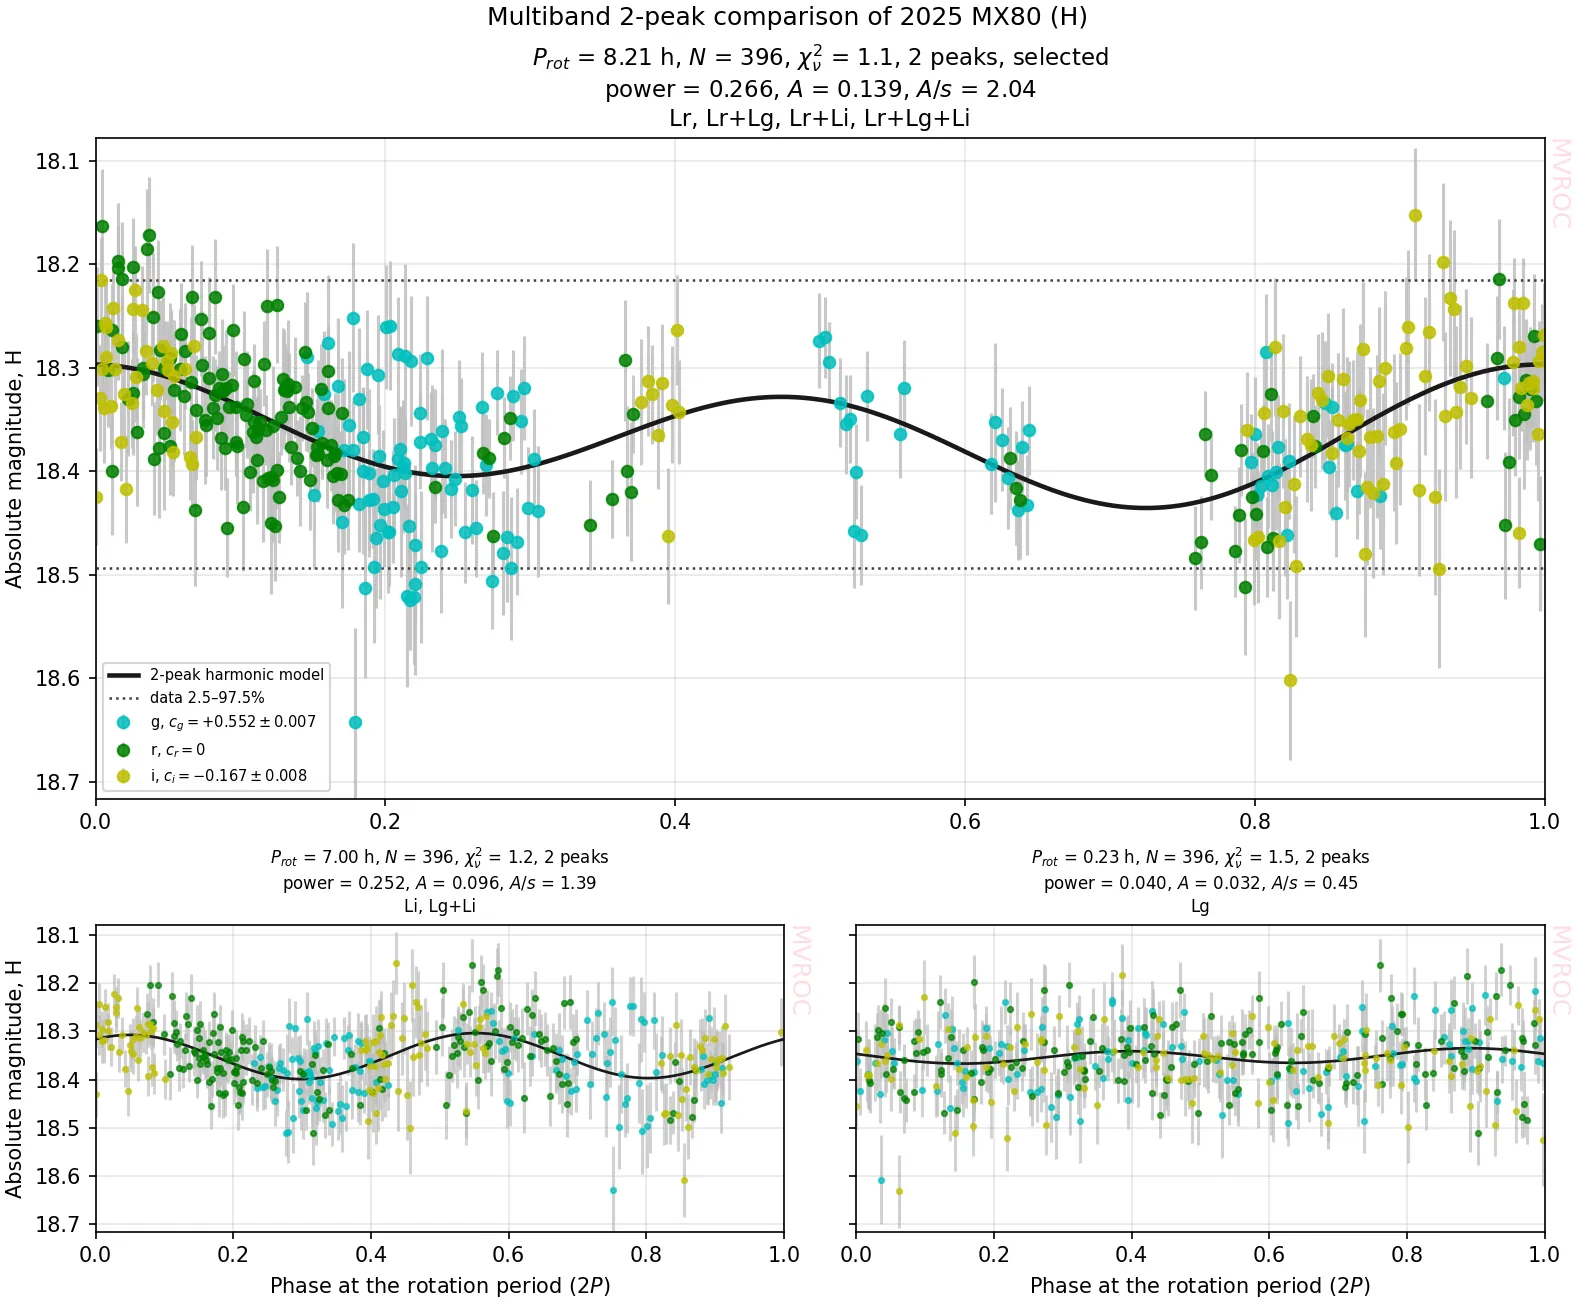 Multiband 2-peak comparison of 2025 MX80 (H)
P_rot = 8.21 h, N = 396, χ²_ν = 1.1, 2 peaks, selected
power = 0.266, A = 0.139, A/s = 2.04
Lr, Lr+Lg, Lr+Li, Lr+Lg+Li
MVROC
18.1
18.2
18.3
18.4
18.5
18.6
18.7
Absolute magnitude, H
2-peak harmonic model
data 2.5–97.5%
g, c_g = +0.552 ± 0.007
r, c_r = 0
i, c_i = −0.167 ± 0.008
0.0 0.2 0.4 0.6 0.8 1.0
P_rot = 7.00 h, N = 396, χ²_ν = 1.2, 2 peaks
power = 0.252, A = 0.096, A/s = 1.39
Li, Lg+Li
MVROC
18.1
18.2
18.3
18.4
18.5
18.6
18.7
Absolute magnitude, H
0.0 0.2 0.4 0.6 0.8 1.0
Phase at the rotation period (2P)
P_rot = 0.23 h, N = 396, χ²_ν = 1.5, 2 peaks
power = 0.040, A = 0.032, A/s = 0.45
Lg
MVROC
0.0 0.2 0.4 0.6 0.8 1.0
Phase at the rotation period (2P)